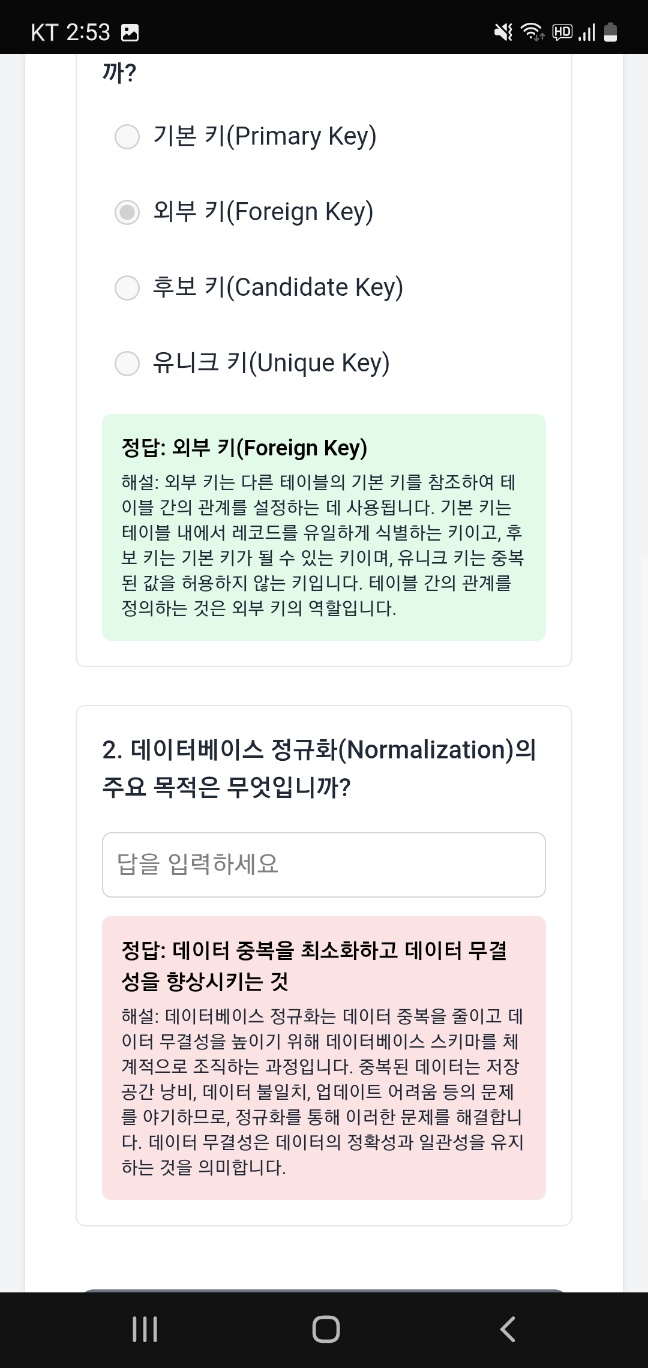 KT 2:53
HD
까?
기본 키(Primary Key)
외부 키(Foreign Key)
후보 키(Candidate Key)
유니크 키(Unique Key)
정답: 외부 키(Foreign Key)
해설: 외부 키는 다른 테이블의 기본 키를 참조하여 테
이블 간의 관계를 설정하는 데 사용됩니다. 기본 키는
테이블 내에서 레코드를 유일하게 식별하는 키이고, 후
보 키는 기본 키가 될 수 있는 키이며, 유니크 키는 중복
된 값을 허용하지 않는 키입니다. 테이블 간의 관계를
정의하는 것은 외부 키의 역할입니다.
2. 데이터베이스 정규화(Normalization)의
주요 목적은 무엇입니까?
답을 입력하세요
정답: 데이터 중복을 최소화하고 데이터 무결
성을 향상시키는 것
해설: 데이터베이스 정규화는 데이터 중복을 줄이고 데
이터 무결성을 높이기 위해 데이터베이스 스키마를 체
계적으로 조직하는 과정입니다. 중복된 데이터는 저장
공간 낭비, 데이터 불일치, 업데이트 어려움 등의 문제
를 야기하므로, 정규화를 통해 이러한 문제를 해결합니
다. 데이터 무결성은 데이터의 정확성과 일관성을 유지
하는 것을 의미합니다.